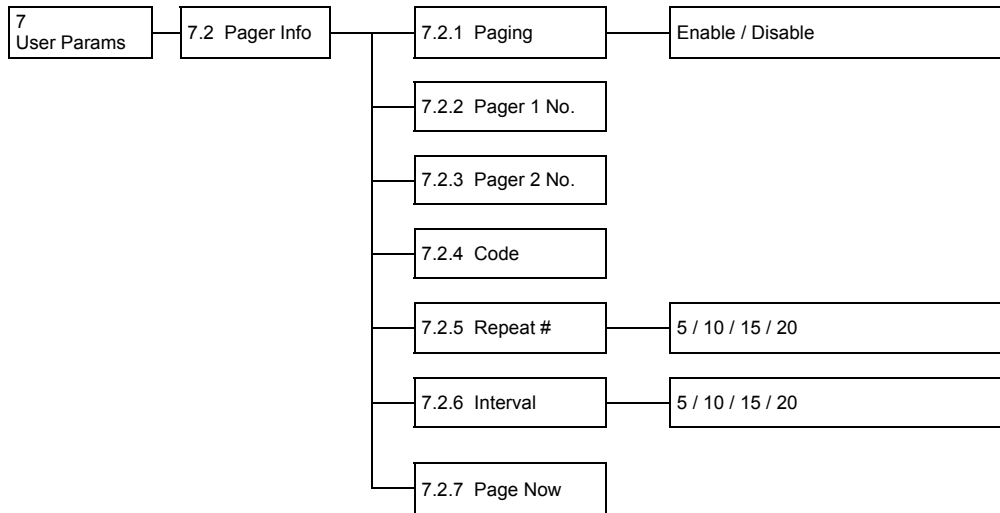 7
User Params
7.2 Pager Info
7.2.1 Paging
Enable / Disable
7.2.2 Pager 1 No.
7.2.3 Pager 2 No.
7.2.4 Code
7.2.5 Repeat #
5 / 10 / 15 / 20
7.2.6 Interval
5 / 10 / 15 / 20
7.2.7 Page Now